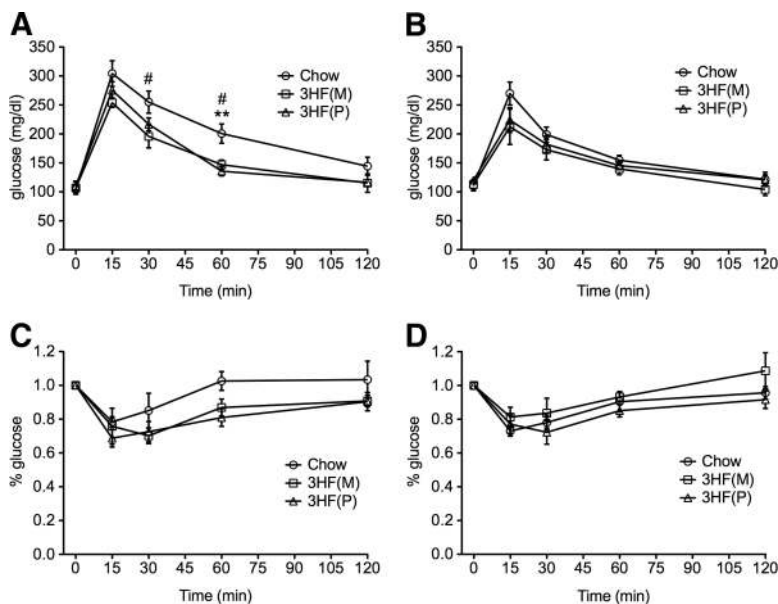 A
350
300
250
200
150
100
50
0
glucose (mg/dl)
#
#
**
Chow
3HF(M)
3HF(P)
0 15 30 45 60 75 90 105 120
Time (min)
B
350
300
250
200
150
100
50
0
glucose (mg/dl)
Chow
3HF(M)
3HF(P)
0 15 30 45 60 75 90 105 120
Time (min)
C
1.2
1.0
0.8
0.6
0.4
0.2
0.0
% glucose
Chow
3HF(M)
3HF(P)
0 15 30 45 60 75 90 105 120
Time (min)
D
1.2
1.0
0.8
0.6
0.4
0.2
0.0
% glucose
Chow
3HF(M)
3HF(P)
0 15 30 45 60 75 90 105 120
Time (min)